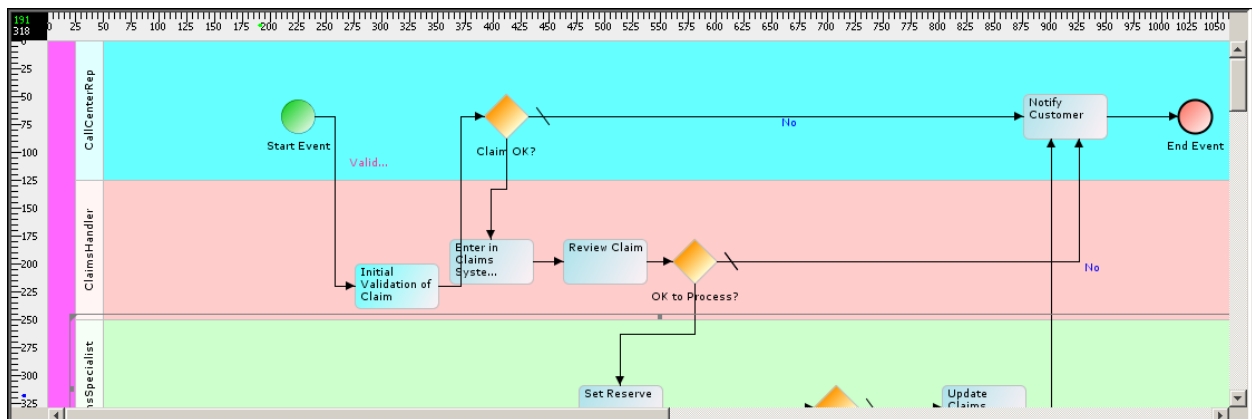 191
318
0 25 50 75 100 125 150 175 200 225 250 275 300 325 350 375 400 425 450 475 500 525 550 575 600 625 650 675 700 725 750 775 800 825 850 875 900 925 950 975 1000 1025 1050
0
25
50
75
100
125
150
175
200
225
250
275
300
325
CallCenterRep
Start Event
Valid...
Claim OK?
No
Notify
Customer
End Event
ClaimsHandler
Initial
Validation of
Claim
Enter in
Claims
Syste...
Review Claim
OK to Process?
No
nsSpecialist
Set Reserve
Update
Claims